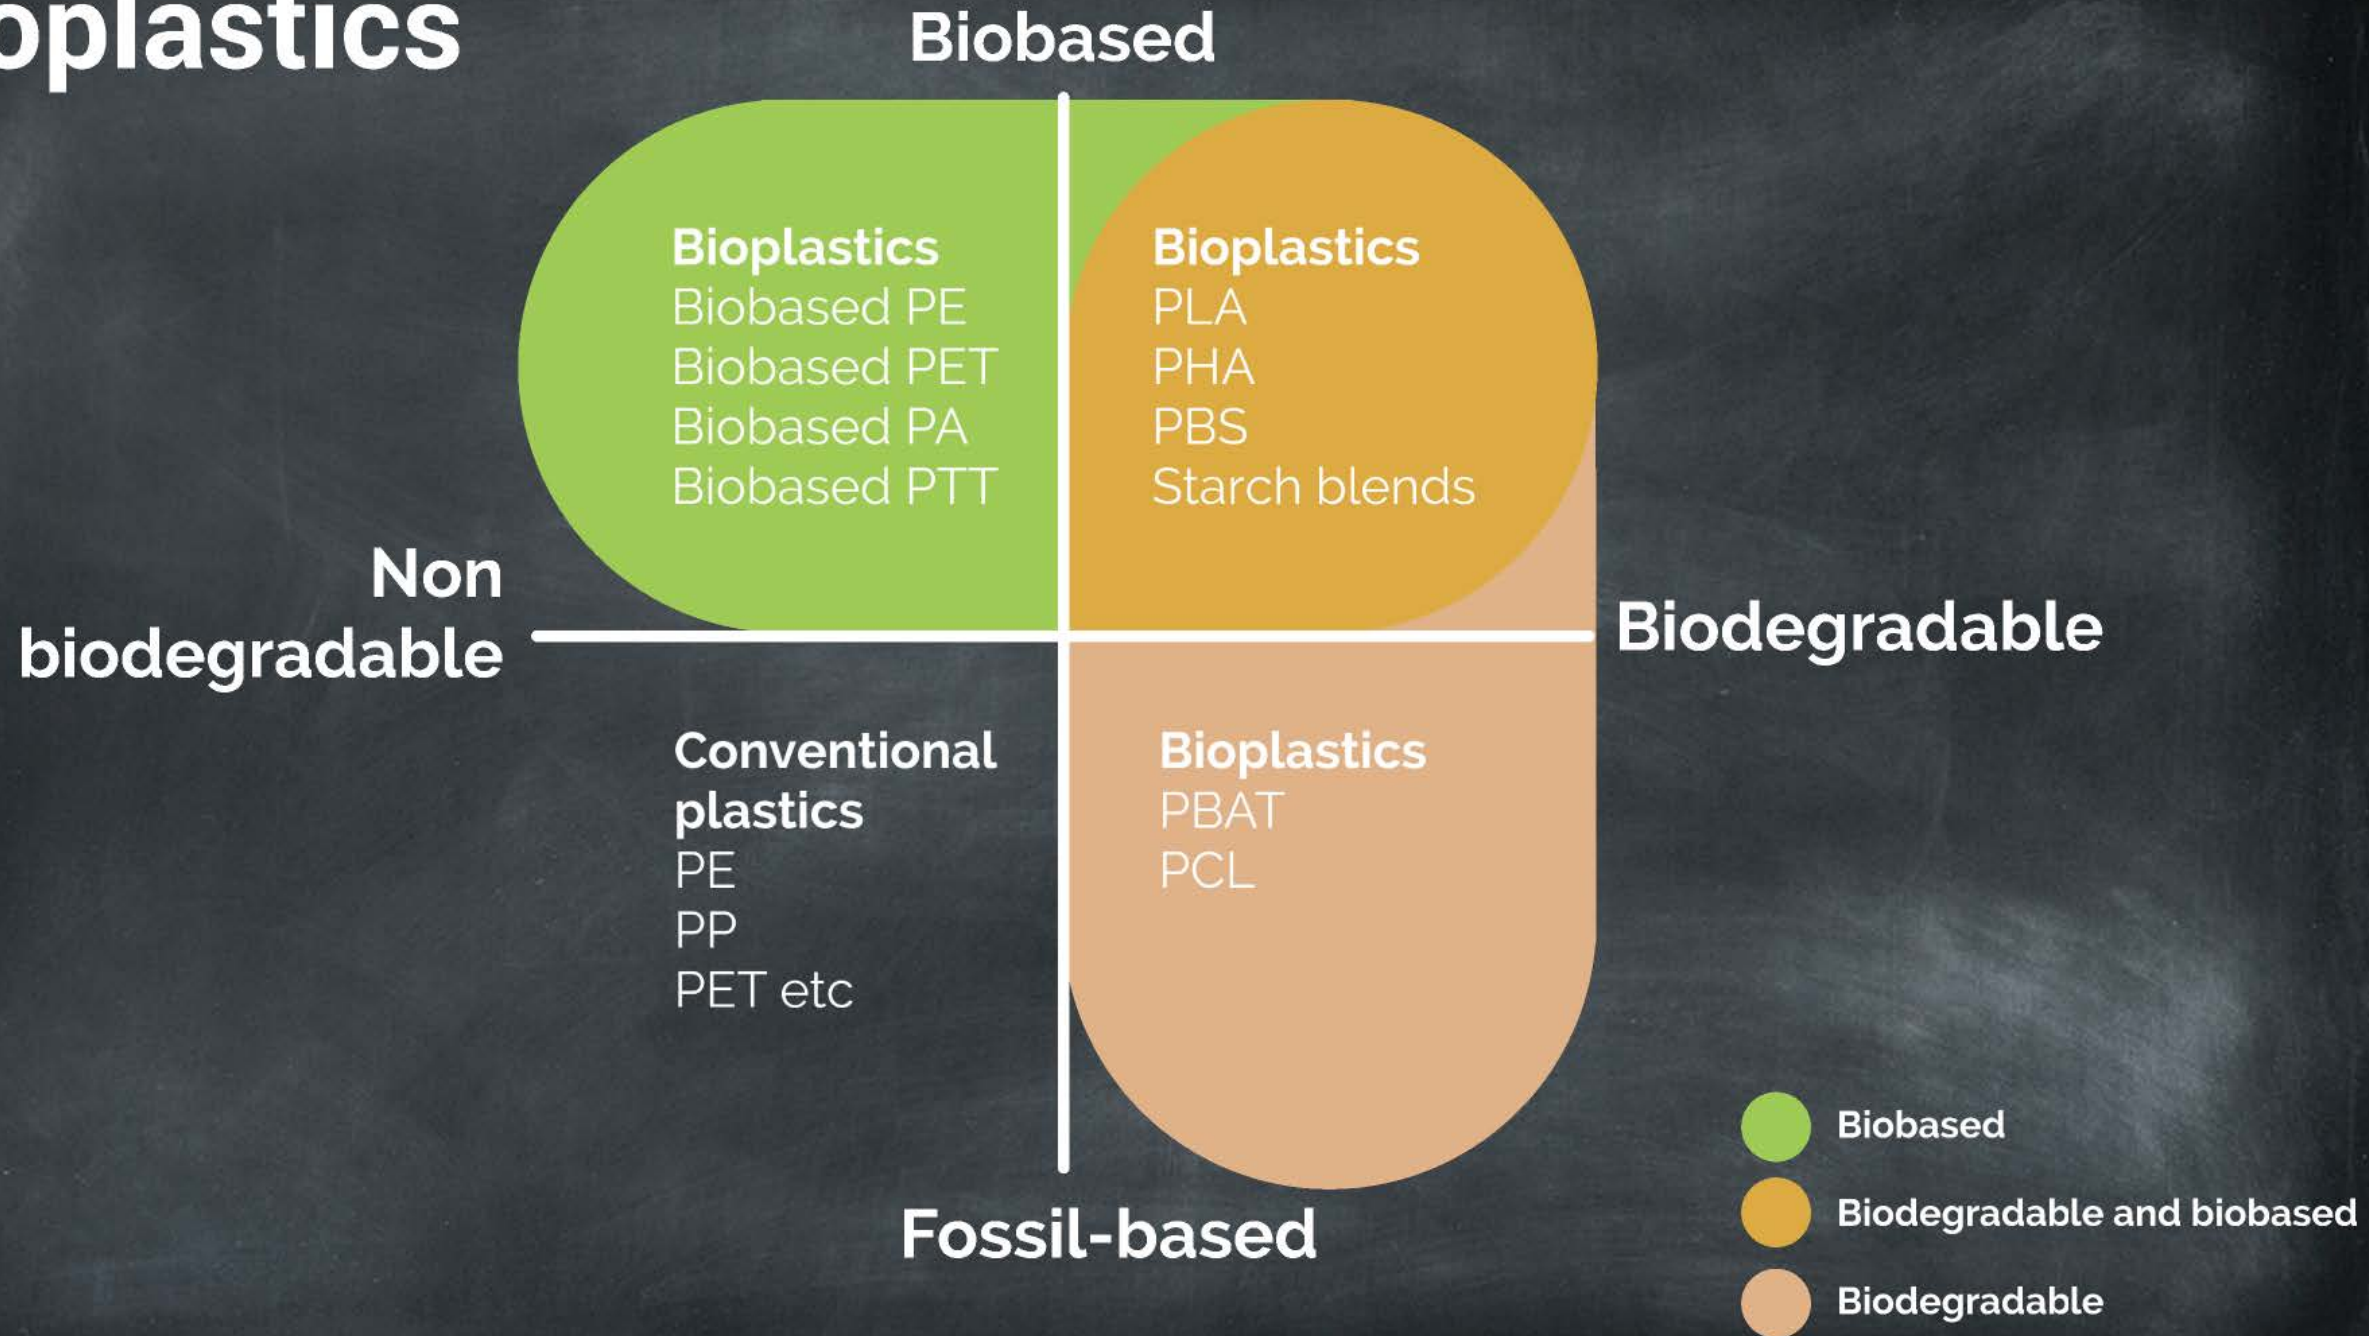 oplastics
Biobased
Bioplastics
Biobased PE
Biobased PET
Biobased PA
Biobased PTT
Bioplastics
PLA
PHA
PBS
Starch blends
Non
biodegradable
Biodegradable
Conventional
plastics
PE
PP
PET etc
Bioplastics
PBAT
PCL
Fossil-based
Biobased
Biodegradable and biobased
Biodegradable